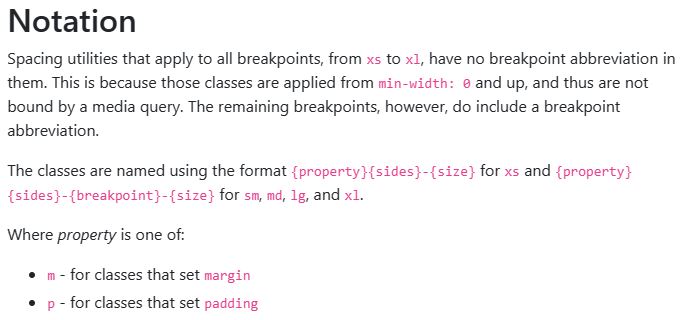 Notation
Spacing utilities that apply to all breakpoints, from xs to xl, have no breakpoint abbreviation in
them. This is because those classes are applied from min-width: 0 and up, and thus are not
bound by a media query. The remaining breakpoints, however, do include a breakpoint
abbreviation.
The classes are named using the format {property}{sides}-{size} for xs and {property}
{sides}-{breakpoint}-{size} for sm, md, lg, and xl.
Where property is one of:
• m - for classes that set margin
• p - for classes that set padding